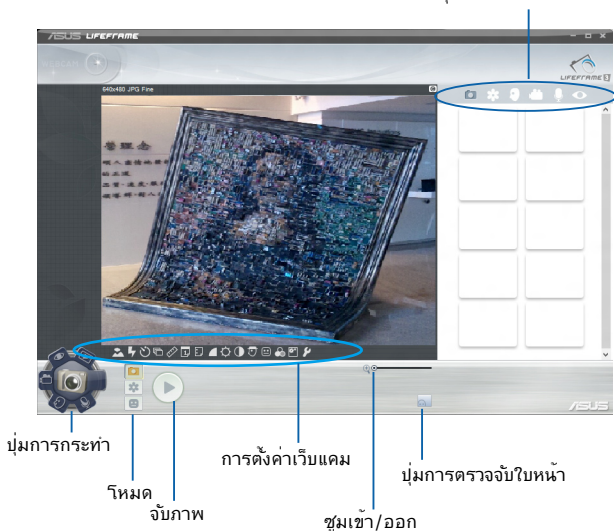 ASUS LIFEFRAME
LIFEFRAME3
640x480 JPG Fine
ASUS
ปุ่มการกระทำ
การตั้งค่าเว็บแคม
ปุ่มการตรวจจับใบหน้า
โหมด
จับภาพ
ซูมเข้า/ออก